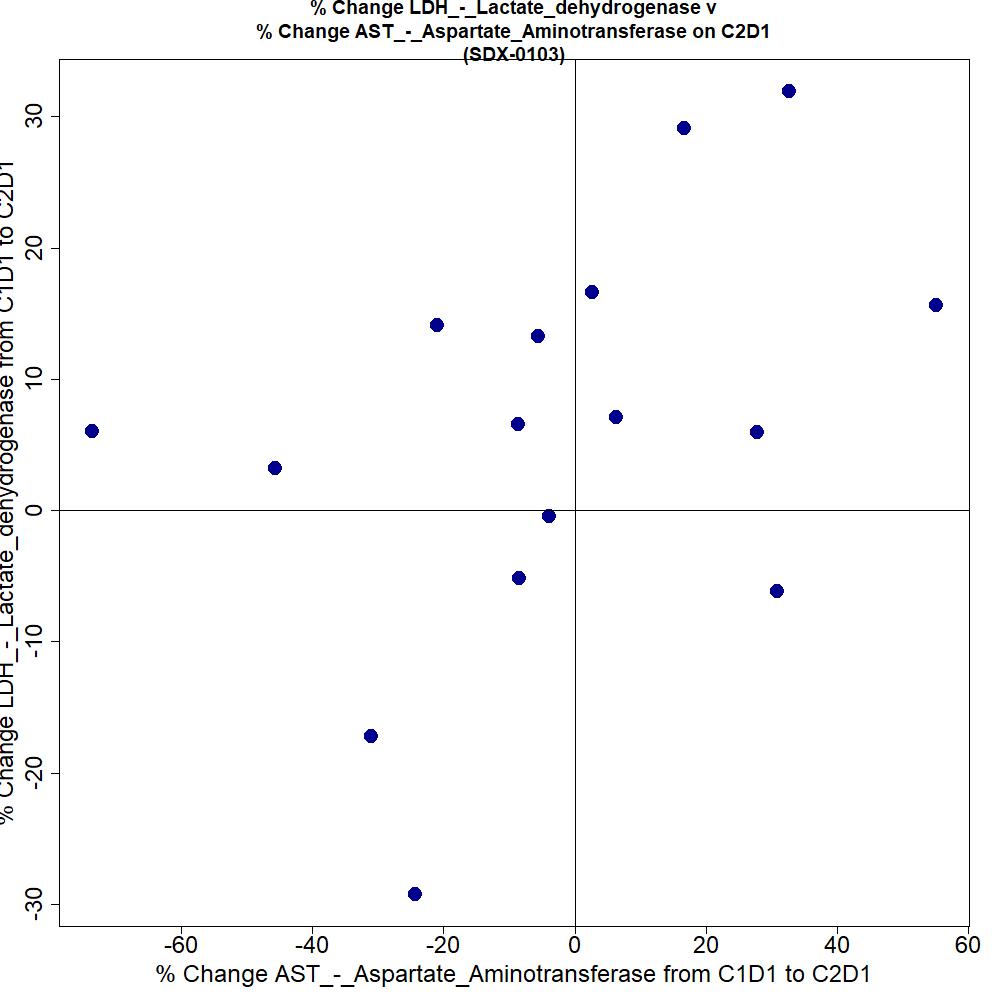 % Change LDH_-_Lactate_dehydrogenase v
% Change AST_-_Aspartate_Aminotransferase on C2D1
(SDX-0103)
% Change LDH_-_Lactate_dehydrogenase from C1D1 to C2D1
30
20
10
0
-10
-20
-30
-60 -40 -20 0 20 40 60
% Change AST_-_Aspartate_Aminotransferase from C1D1 to C2D1